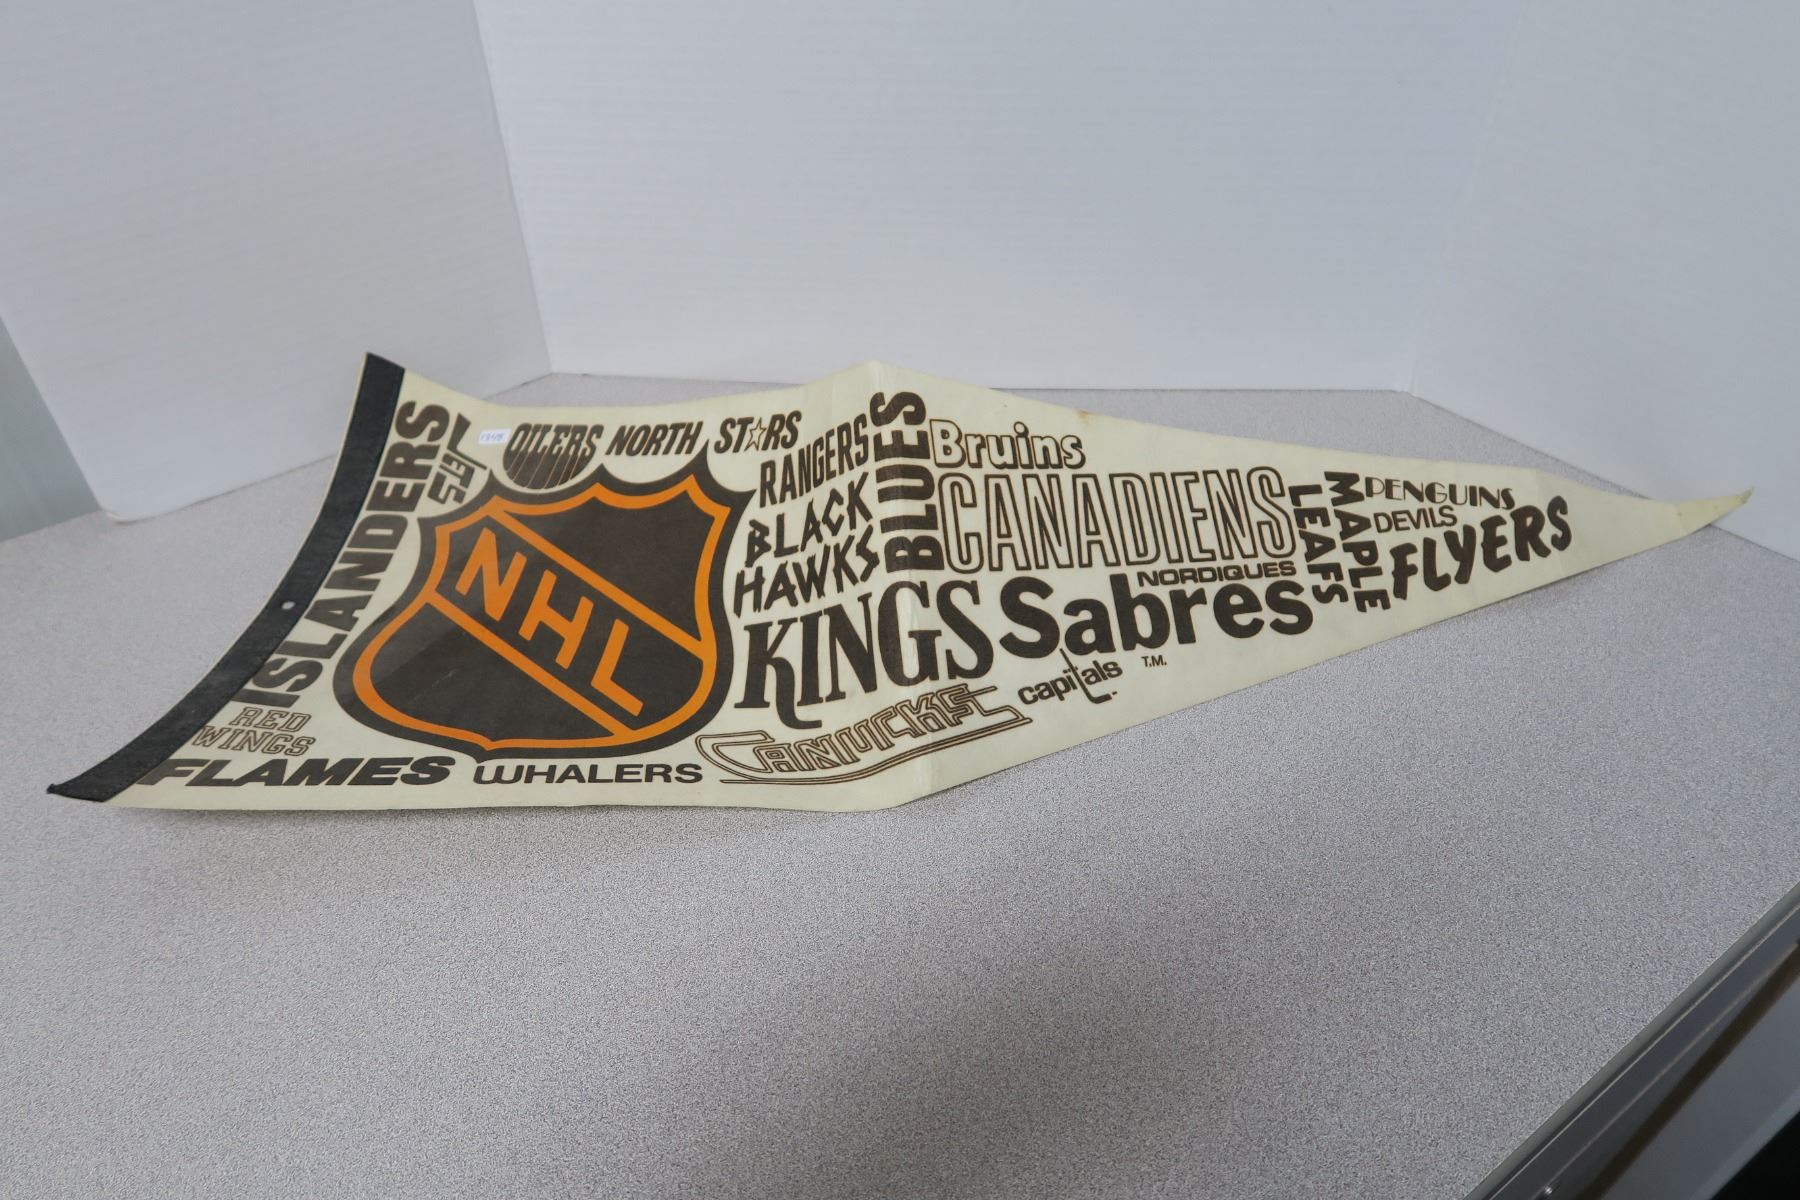 ISLANDERS
JETS
1348
OILERS
NORTH STARS
NHL
RANGERS
BLACK
HAWKS
BLUES
Bruins
CANADIENS
NORDIQUES
MAPLE
LEAFS
PENGUINS
DEVILS
FLYERS
KINGS
Sabres
T.M.
capitals
CANUCKS
RED
WINGS
FLAMES
WHALERS